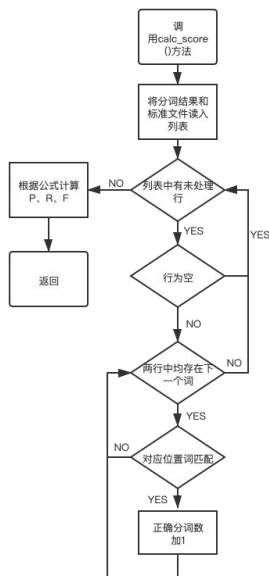 调
用calc_score
()方法
将分词结果和
标准文件读入
列表
列表中有未处理
行
NO
根据公式计算
P、R、F
返回
YES
YES
行为空
NO
两行中均存在下
一个词
NO
YES
对应位置词匹配
NO
YES
正确分词数
加1